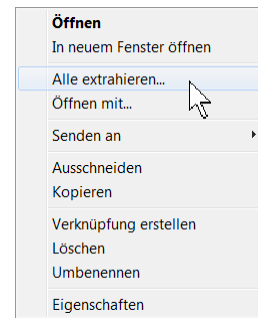 Öffnen
In neuem Fenster öffnen
Alle extrahieren...
Öffnen mit...
Senden an
Ausschneiden
Kopieren
Verknüpfung erstellen
Löschen
Umbenennen
Eigenschaften